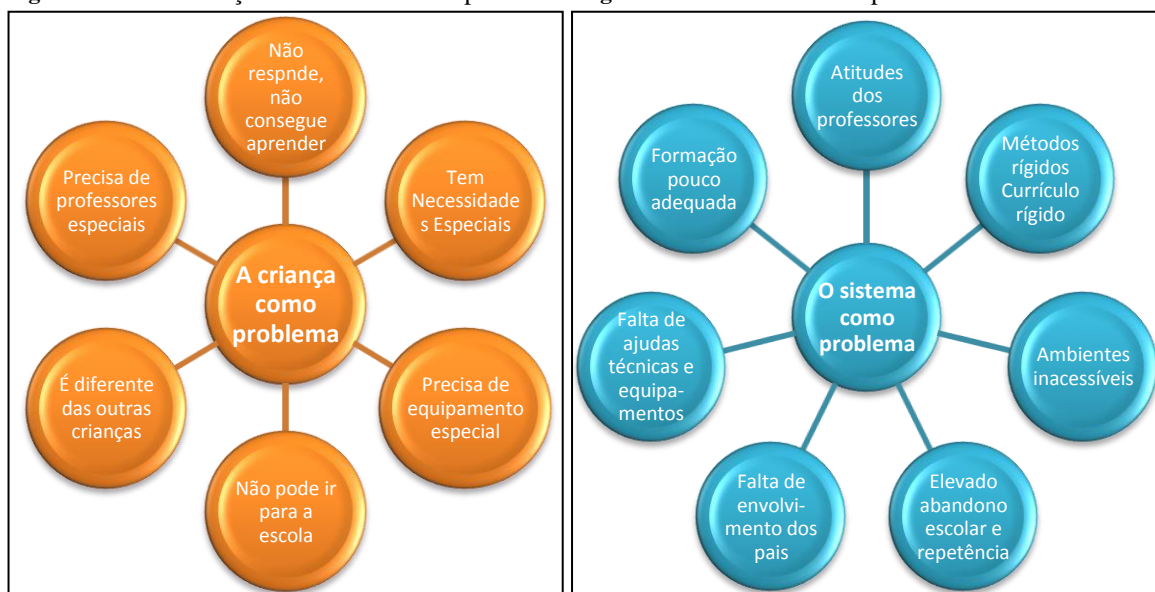 Não
respnde,
não
consegue
aprender
Precisa de
professores
especiais
Tem
Necessidade
s Especiais
A criança
como
problema
É diferente
das outras
crianças
Precisa de
equipamento
especial
Não pode ir
para a
escola
Atitudes
dos
professores
Formação
pouco
adequada
Métodos
rígidos
Currículo
rígido
O sistema
como
problema
Falta de
ajudas
técnicas e
equipa-
mentos
Ambientes
inacessíveis
Falta de
envolvi-
mento dos
pais
Elevado
abandono
escolar e
repetência